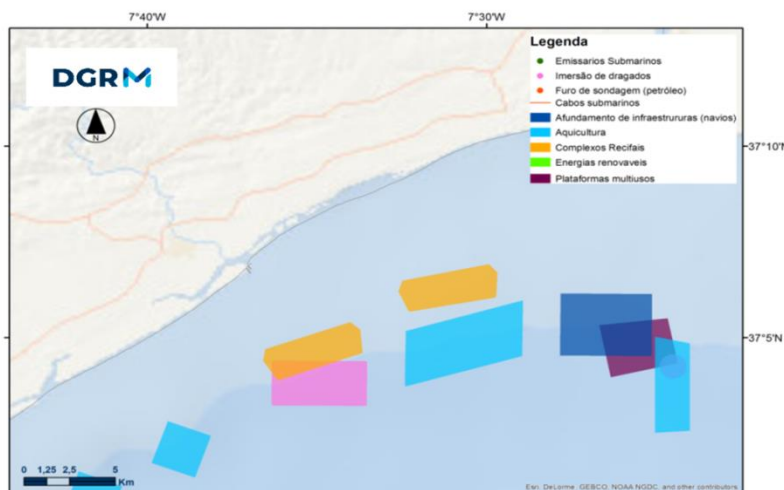 7°40'W
7°30'W
DGRM
N
Legenda
Emissarios Submarinos
Imersão de dragados
Furo de sondagem (petróleo)
Cabos submarinos
Afundamento de infraestrururas (navios)
Aquicultura
Complexos Recifais
Energias renovaveis
Plataformas multiusos
37°10'N
37°5'N
0 1,25 2,5 5
Km
Esri, DeLorme, GEBCO, NOAA NGDC, and other contributors